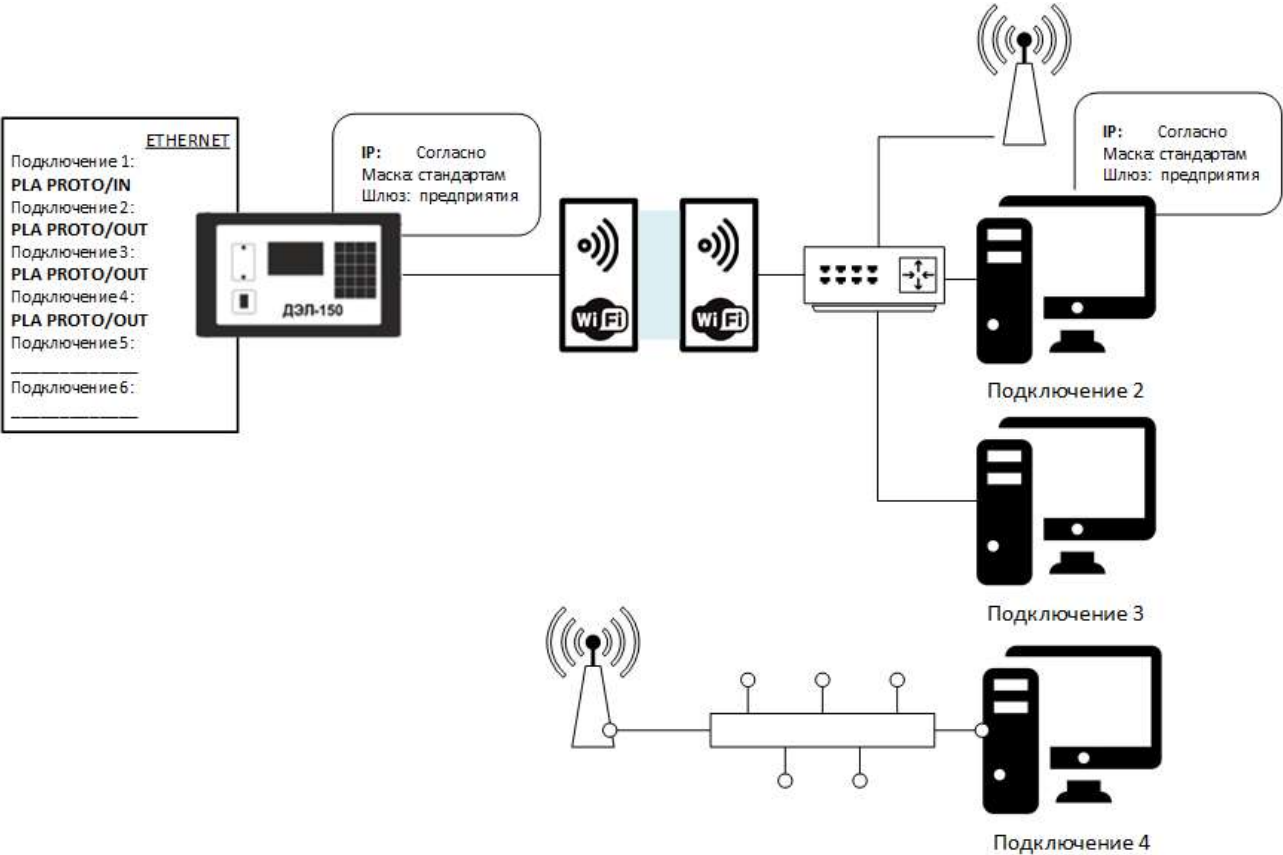 ETHERNET
Подключение 1:
PLA PROTO/IN
Подключение 2:
PLA PROTO/OUT
Подключение 3:
PLA PROTO/OUT
Подключение 4:
PLA PROTO/OUT
Подключение 5:
_______________
Подключение 6:
_______________
ДЭЛ-150
IP: Согласно
Маска: стандартам
Шлюз: предприятия
Wi Fi
Wi Fi
IP: Согласно
Маска: стандартам
Шлюз: предприятия
Подключение 2
Подключение 3
Подключение 4